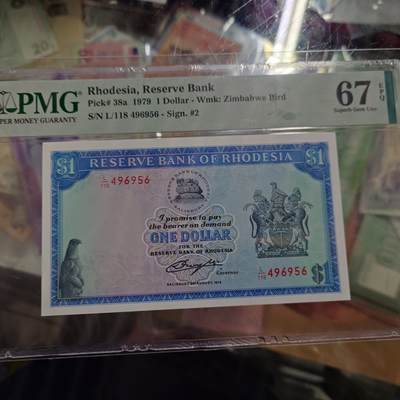 PMG
PAPER MONEY GUARANTY
Rhodesia, Reserve Bank
Pick# 38a 1979 1 Dollar - Wmk: Zimbabwe Bird
S/N L/118 496956 - Sign. #2
67 EPQ
Superb Gem Unc
$1 RESERVE BANK OF RHODESIA $1
L/118 496956
I promise to pay
the bearer on demand
ONE DOLLAR
FOR THE
RESERVE BANK OF RHODESIA
Governor
L/118 496956
$1